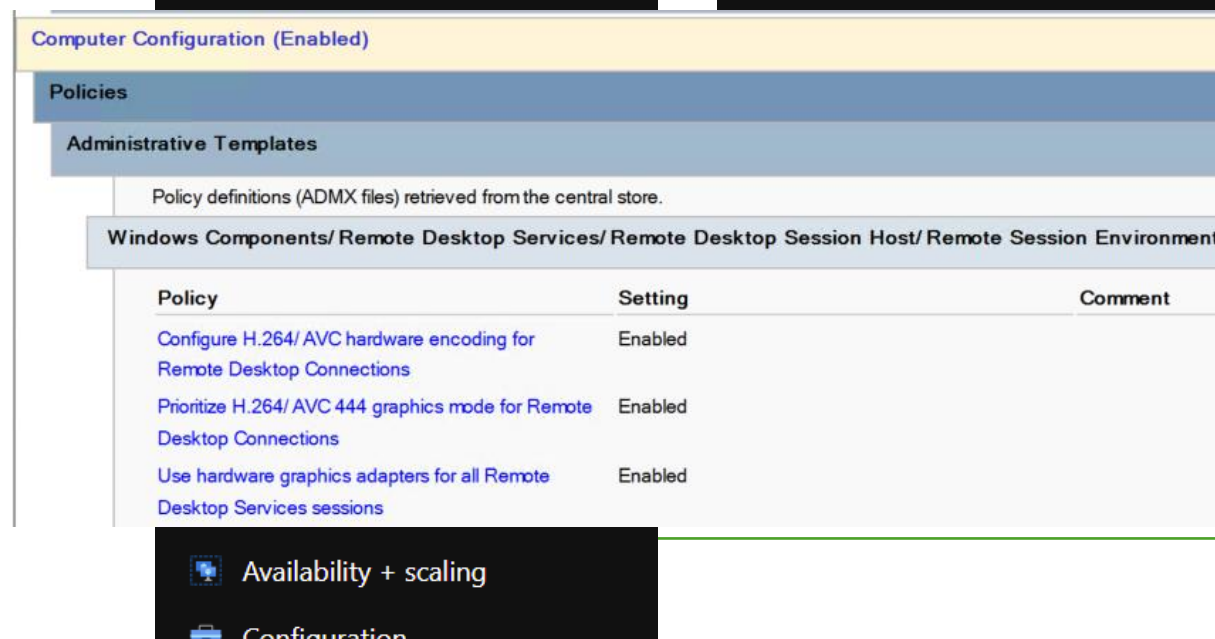 Computer Configuration (Enabled)
Policies
Administrative Templates
Policy definitions (ADMX files) retrieved from the central store.
Windows Components/Remote Desktop Services/Remote Desktop Session Host/Remote Session Environment
Policy Setting Comment
Configure H.264/AVC hardware encoding for Enabled
Remote Desktop Connections
Prioritize H.264/AVC 444 graphics mode for Remote Enabled
Desktop Connections
Use hardware graphics adapters for all Remote Enabled
Desktop Services sessions
Availability + scaling
Configuration